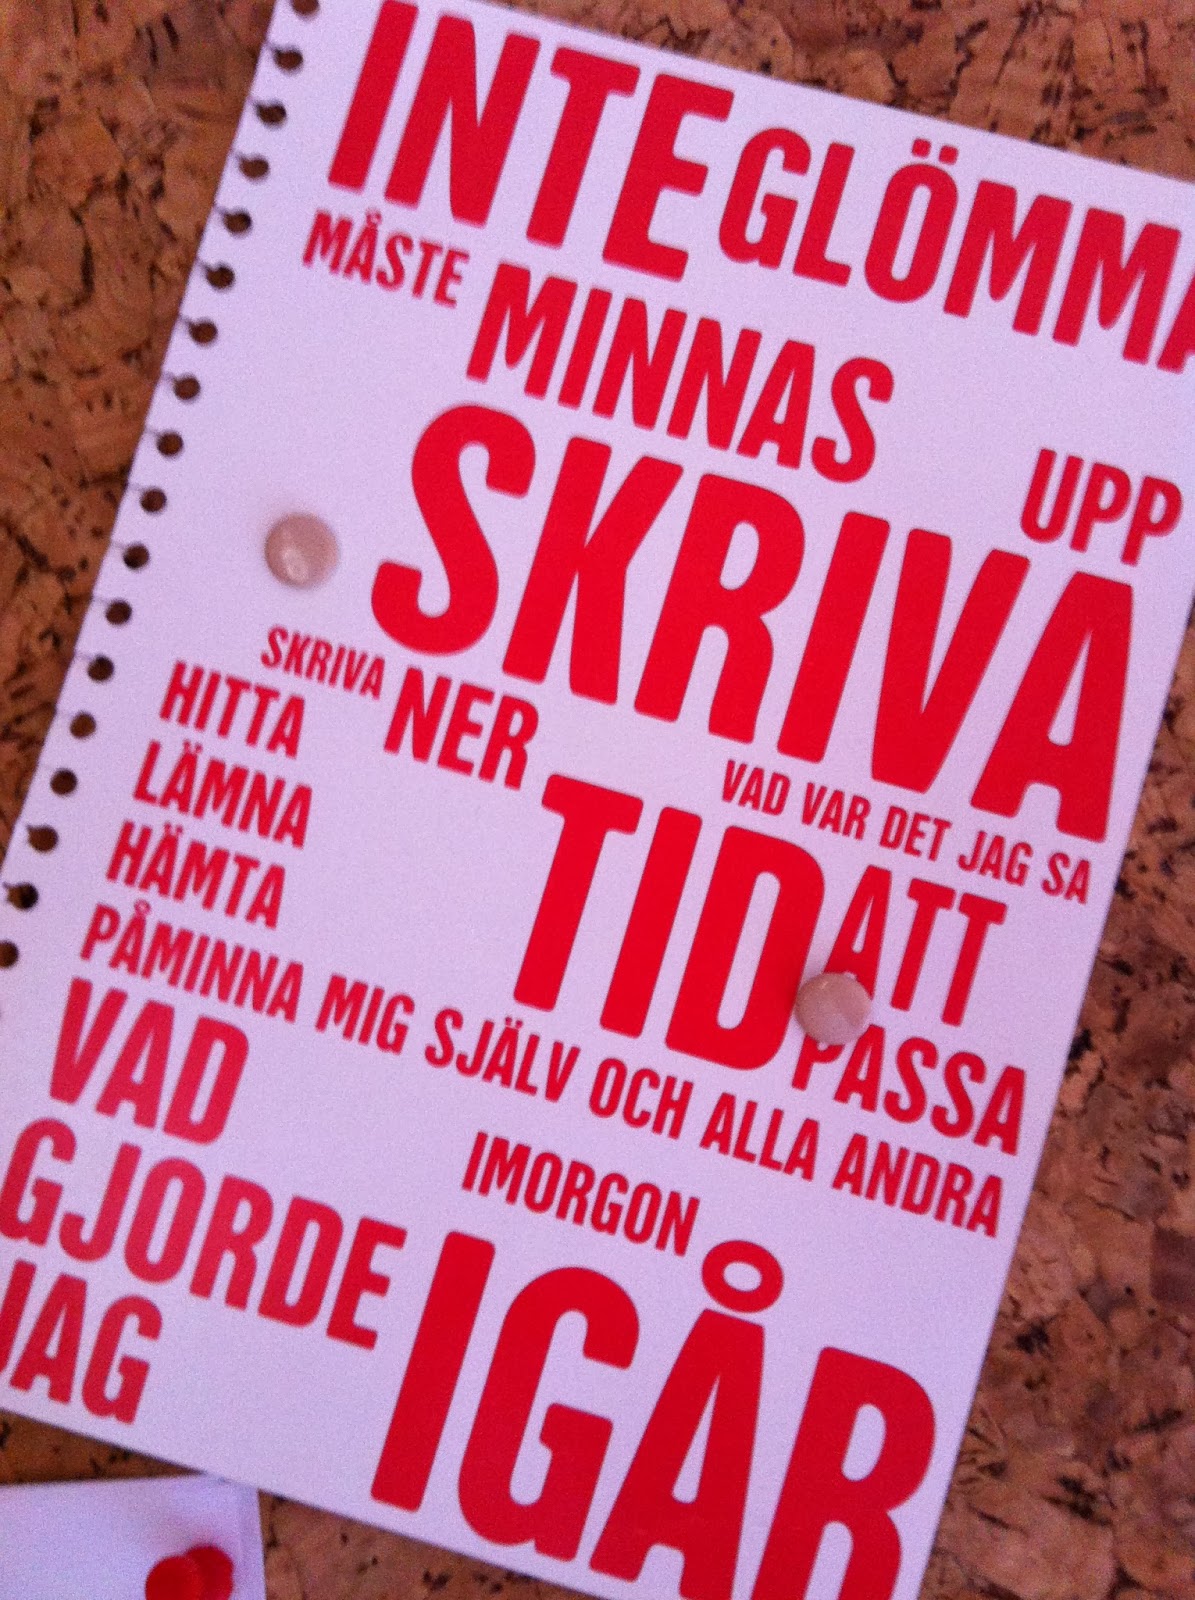 INTE GLÖMMA
MÅSTE MINNAS
UPP
SKRIVA
SKRIVA NER
VAD VAR DET JAG SA
HITTA
LÄMNA
HÄMTA
TID ATT
PASSA
PÅMINNA MIG SJÄLV OCH ALLA ANDRA
VAD
GJORDE
JAG
IMORGON
IGÅR